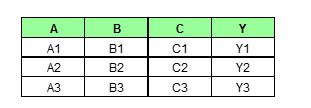 A B C Y
A1 B1 C1 Y1
A2 B2 C2 Y2
A3 B3 C3 Y3